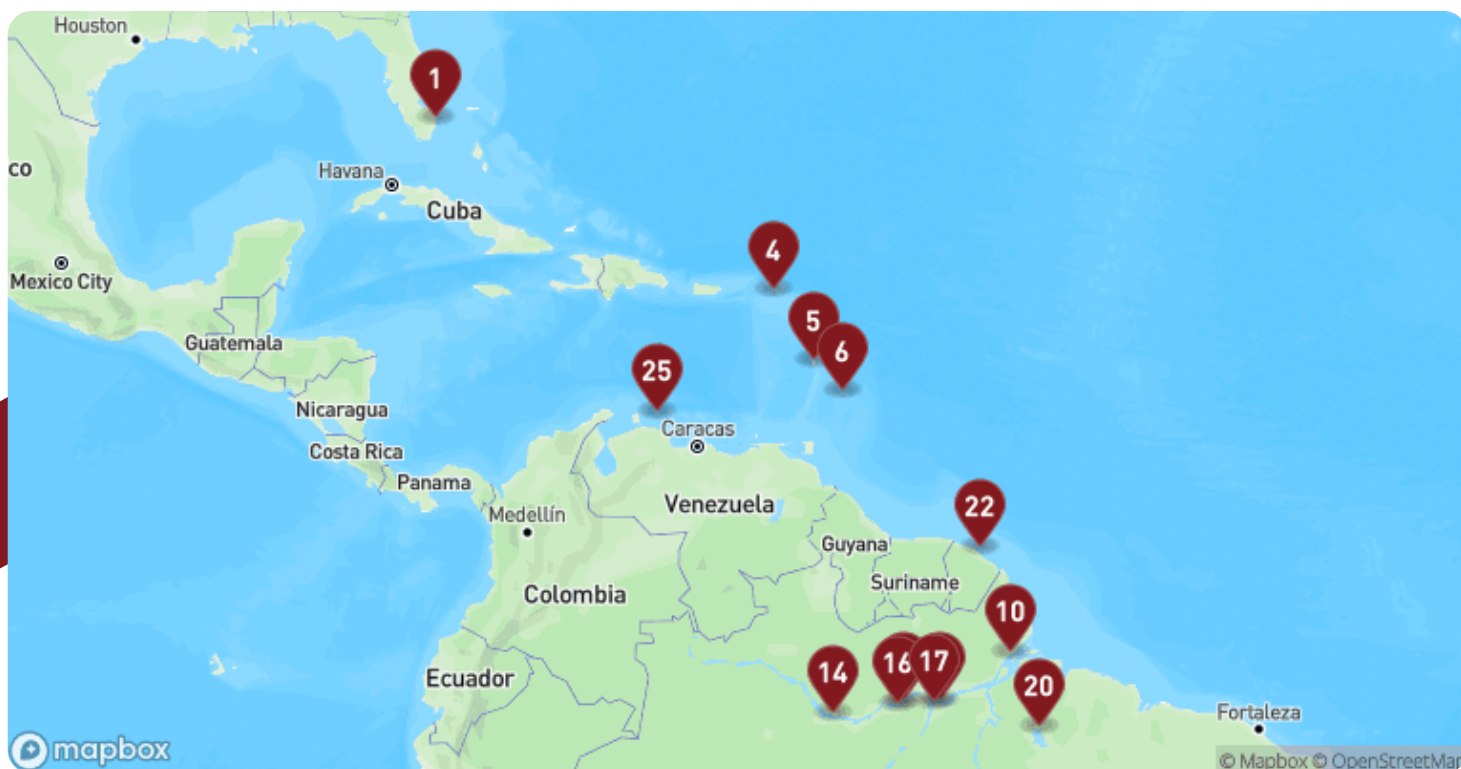 Houston
1
co
Havana
Cuba
4
Mexico City
5
Guatemala
6
25
Nicaragua
Caracas
Costa Rica
Panama
Venezuela
22
Medellín
Guyana
Suriname
Colombia
10
16
17
14
Ecuador
20
Fortaleza
mapbox
© Mapbox © OpenStreetMap